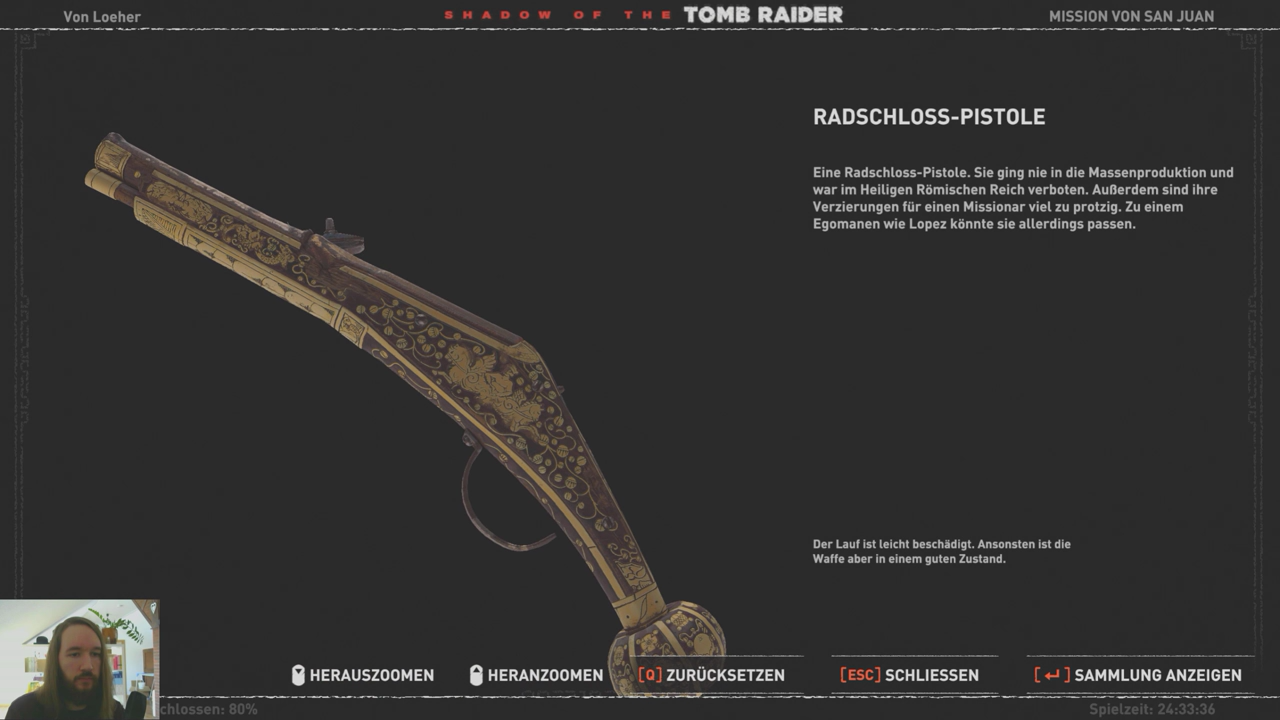 Von Loeher
SHADOW OF THE TOMB RAIDER
MISSION VON SAN JUAN
RADSCHLOSS-PISTOLE
Eine Radschloss-Pistole. Sie ging nie in die Massenproduktion und
war im Heiligen Römischen Reich verboten. Außerdem sind ihre
Verzierungen für einen Missionar viel zu protzig. Zu einem
Egomanen wie Lopez könnte sie allerdings passen.
Der Lauf ist leicht beschädigt. Ansonsten ist die
Waffe aber in einem guten Zustand.
HERAUSZOOMEN
HERANZOOMEN
[Q] ZURÜCKSETZEN
[ESC] SCHLIESSEN
[↵] SAMMLUNG ANZEIGEN
chlossen: 80%
Spielzeit: 24:33:36